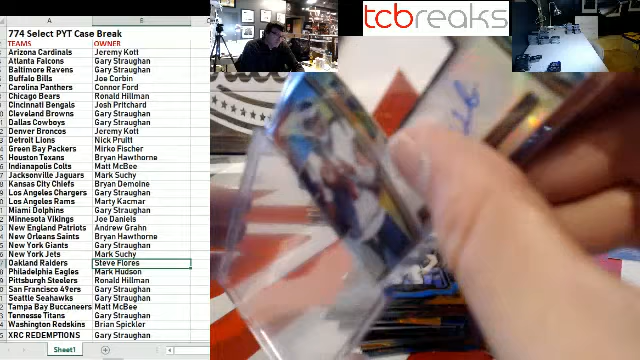 tcbreaks
A B
774 Select PYT Case Break
TEAMS OWNER
Arizona Cardinals Jeremy Kott
Atlanta Falcons Gary Straughan
Baltimore Ravens Gary Straughan
Buffalo Bills Joe Corbin
Carolina Panthers Connor Ford
Chicago Bears Ronald Hillman
Cincinnati Bengals Josh Pritchard
Cleveland Browns Gary Straughan
Dallas Cowboys Gary Straughan
Denver Broncos Jeremy Kott
Detroit Lions Nick Pruitt
Green Bay Packers Mirko Fischer
Houston Texans Bryan Hawthorne
Indianapolis Colts Matt McBee
Jacksonville Jaguars Mark Suchy
Kansas City Chiefs Bryan Demoine
Los Angeles Chargers Gary Straughan
Los Angeles Rams Marty Kacmar
Miami Dolphins Gary Straughan
Minnesota Vikings Joe Daniels
New England Patriots Andrew Grahn
New Orleans Saints Bryan Hawthorne
New York Giants Gary Straughan
New York Jets Mark Suchy
Oakland Raiders Steve Flores
Philadelphia Eagles Mark Hudson
Pittsburgh Steelers Ronald Hillman
San Francisco 49ers Gary Straughan
Seattle Seahawks Gary Straughan
Tampa Bay Buccaneers Matt McBee
Tennesse Titans Gary Straughan
Washington Redskins Brian Spickler
XRC REDEMPTIONS Gary Straughan
Sheet1